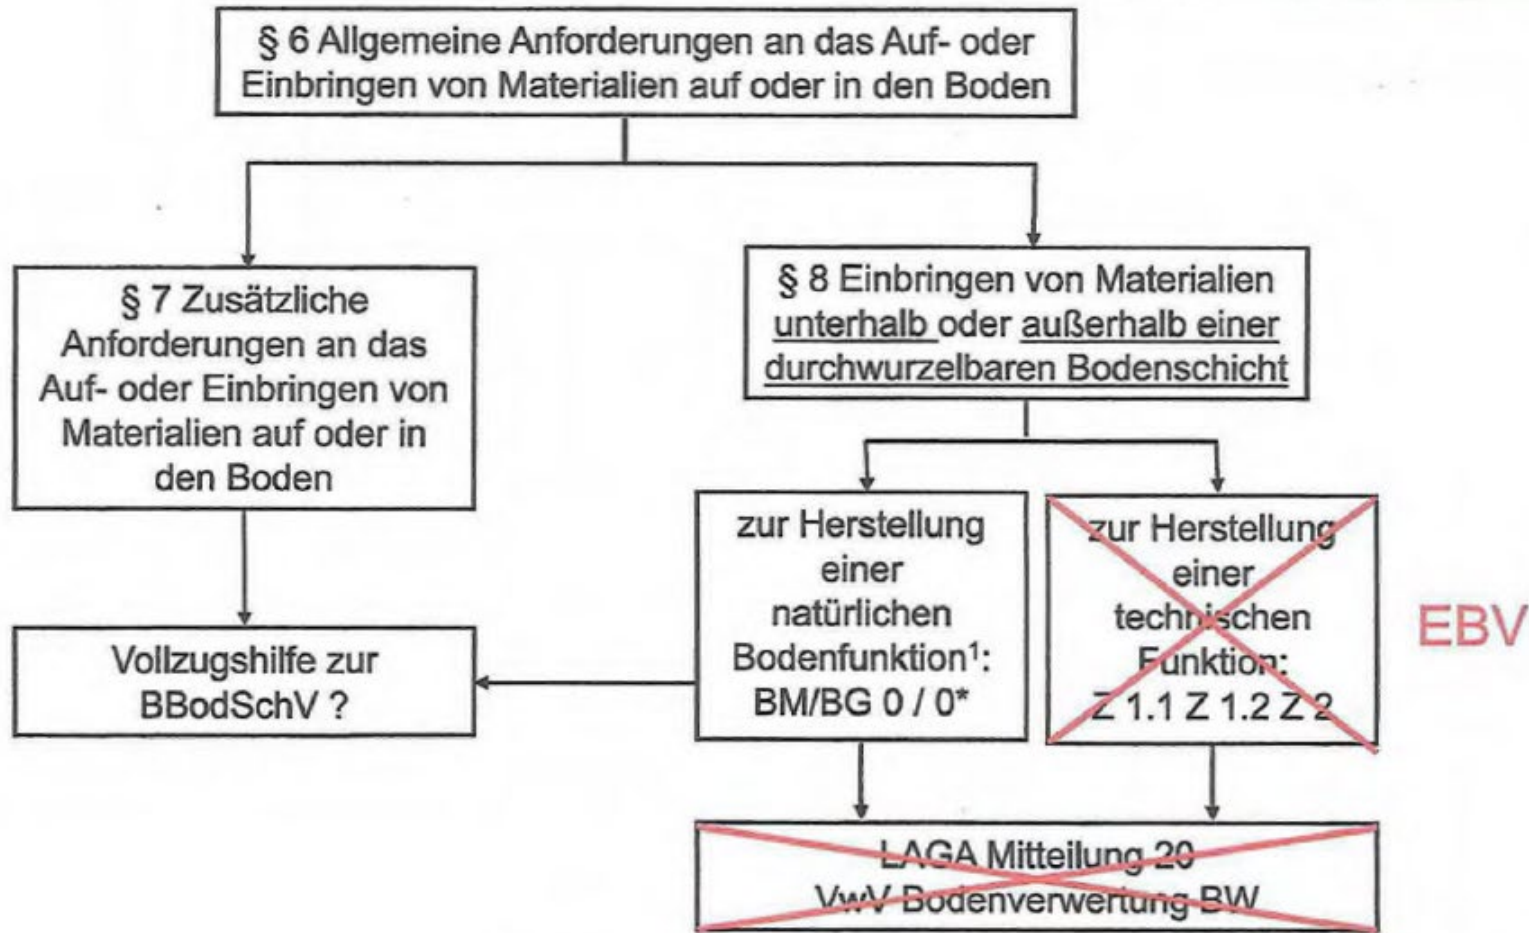 § 6 Allgemeine Anforderungen an das Auf- oder
Einbringen von Materialien auf oder in den Boden
§ 7 Zusätzliche
Anforderungen an das
Auf- oder Einbringen von
Materialien auf oder in
den Boden
§ 8 Einbringen von Materialien
unterhalb oder außerhalb einer
durchwurzelbaren Bodenschicht
zur Herstellung
einer
natürlichen
Bodenfunktion¹:
BM/BG 0 / 0*
zur Herstellung
einer
technischen
Funktion:
Z 1.1 Z 1.2 Z 2
EBV
Vollzugshilfe zur
BBodSchV ?
LAGA Mitteilung 20
VwV Bodenverwertung BW